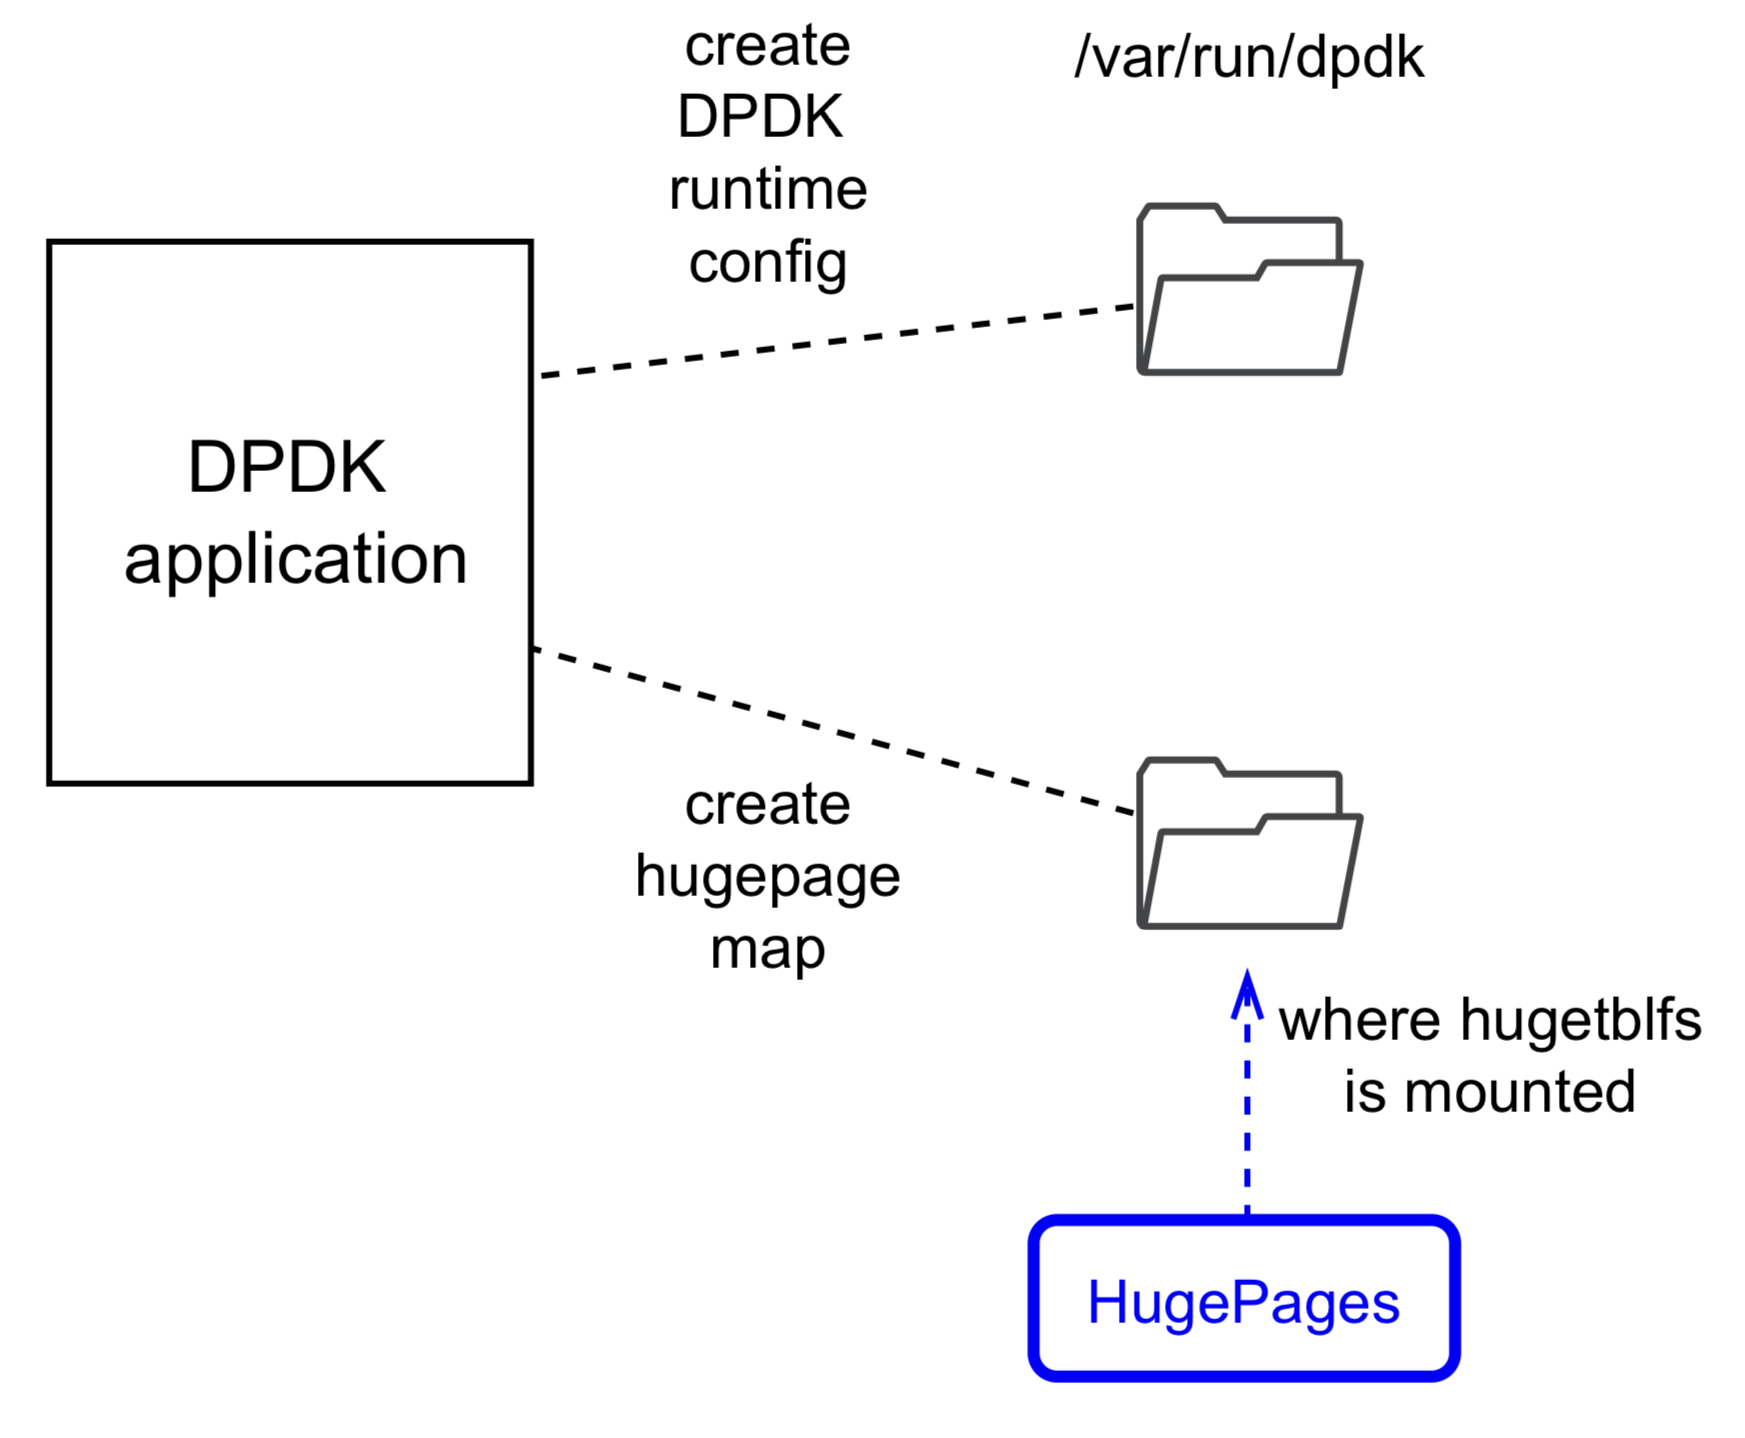 create
DPDK
runtime
config
/var/run/dpdk
DPDK
application
create
hugepage
map
where hugetblfs
is mounted
HugePages